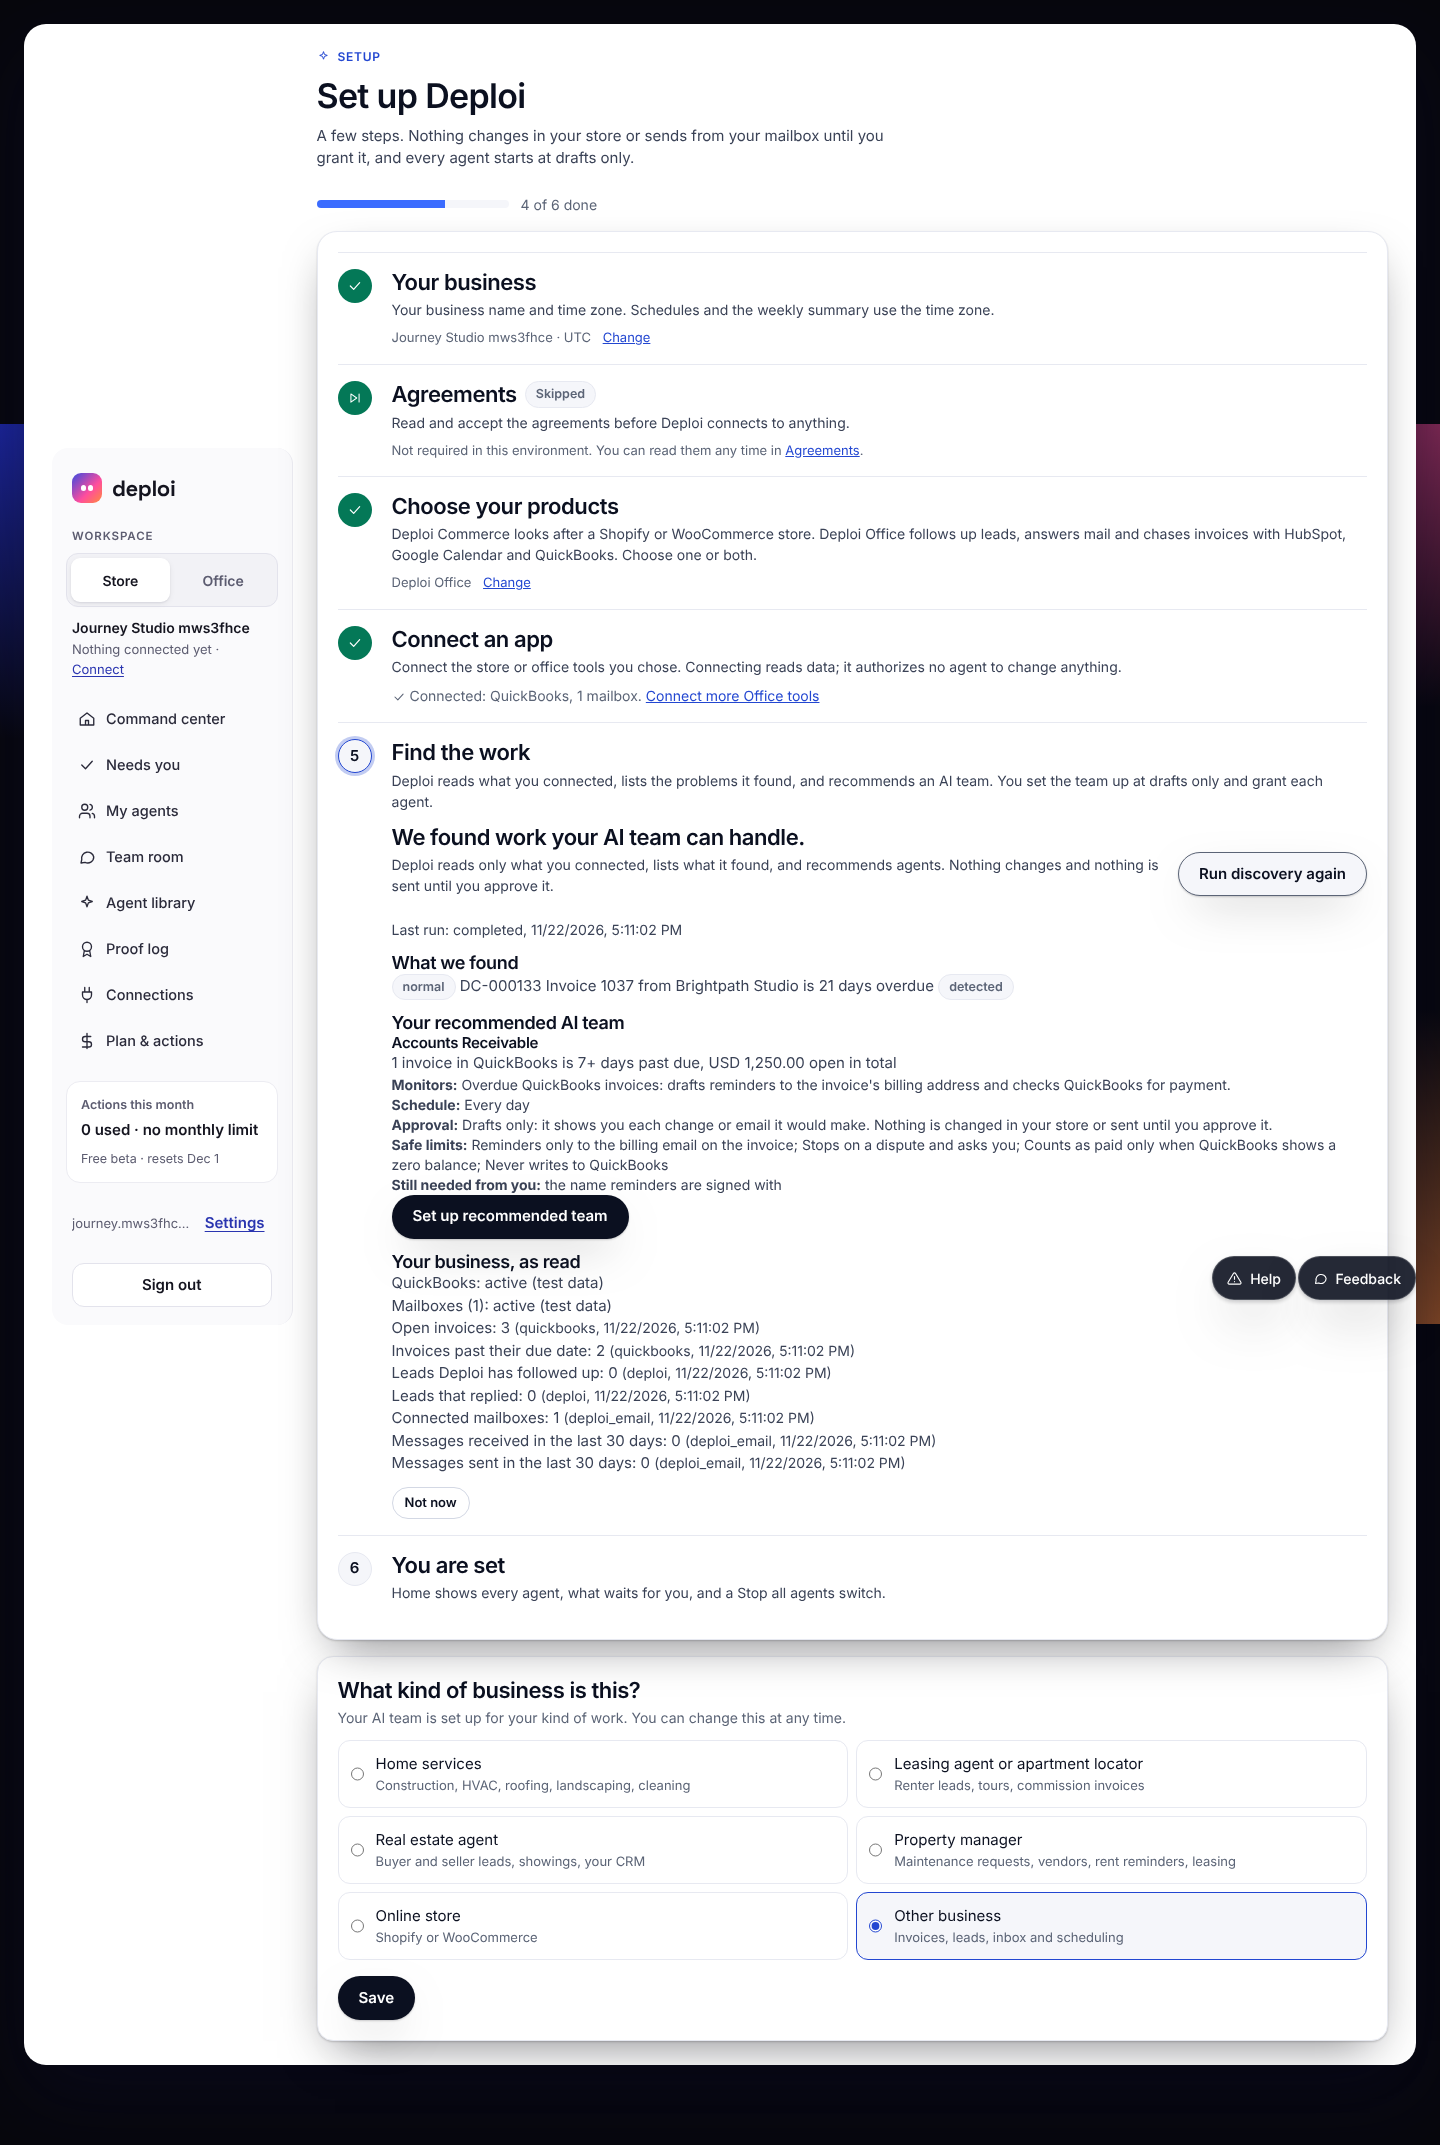 SETUP
Set up Deploi
A few steps. Nothing changes in your store or sends from your mailbox until you
grant it, and every agent starts at drafts only.
4 of 6 done
deploi
WORKSPACE
Store Office
Journey Studio mws3fhce
Nothing connected yet ·
Connect
Command center
Needs you
My agents
Team room
Agent library
Proof log
Connections
Plan & actions
Actions this month
0 used · no monthly limit
Free beta · resets Dec 1
journey.mws3fhc... Settings
Sign out
Your business
Your business name and time zone. Schedules and the weekly summary use the time zone.
Journey Studio mws3fhce · UTC Change
Agreements Skipped
Read and accept the agreements before Deploi connects to anything.
Not required in this environment. You can read them any time in Agreements.
Choose your products
Deploi Commerce looks after a Shopify or WooCommerce store. Deploi Office follows up leads, answers mail and chases invoices with HubSpot,
Google Calendar and QuickBooks. Choose one or both.
Deploi Office Change
Connect an app
Connect the store or office tools you chose. Connecting reads data; it authorizes no agent to change anything.
Connected: QuickBooks, 1 mailbox. Connect more Office tools
5 Find the work
Deploi reads what you connected, lists the problems it found, and recommends an AI team. You set the team up at drafts only and grant each
agent.
We found work your AI team can handle.
Deploi reads only what you connected, lists what it found, and recommends agents. Nothing changes and nothing is
sent until you approve it.
Run discovery again
Last run: completed, 11/22/2026, 5:11:02 PM
What we found
normal DC-000133 Invoice 1037 from Brightpath Studio is 21 days overdue detected
Your recommended AI team
Accounts Receivable
1 invoice in QuickBooks is 7+ days past due, USD 1,250.00 open in total
Monitors: Overdue QuickBooks invoices: drafts reminders to the invoice's billing address and checks QuickBooks for payment.
Schedule: Every day
Approval: Drafts only: it shows you each change or email it would make. Nothing is changed in your store or sent until you approve it.
Safe limits: Reminders only to the billing email on the invoice; Stops on a dispute and asks you; Counts as paid only when QuickBooks shows a
zero balance; Never writes to QuickBooks
Still needed from you: the name reminders are signed with
Set up recommended team
Your business, as read
QuickBooks: active (test data)
Mailboxes (1): active (test data)
Open invoices: 3 (quickbooks, 11/22/2026, 5:11:02 PM)
Invoices past their due date: 2 (quickbooks, 11/22/2026, 5:11:02 PM)
Leads Deploi has followed up: 0 (deploi, 11/22/2026, 5:11:02 PM)
Leads that replied: 0 (deploi, 11/22/2026, 5:11:02 PM)
Connected mailboxes: 1 (deploi_email, 11/22/2026, 5:11:02 PM)
Messages received in the last 30 days: 0 (deploi_email, 11/22/2026, 5:11:02 PM)
Messages sent in the last 30 days: 0 (deploi_email, 11/22/2026, 5:11:02 PM)
Help Feedback
Not now
6 You are set
Home shows every agent, what waits for you, and a Stop all agents switch.
What kind of business is this?
Your AI team is set up for your kind of work. You can change this at any time.
Home services
Construction, HVAC, roofing, landscaping, cleaning
Leasing agent or apartment locator
Renter leads, tours, commission invoices
Real estate agent
Buyer and seller leads, showings, your CRM
Property manager
Maintenance requests, vendors, rent reminders, leasing
Online store
Shopify or WooCommerce
Other business
Invoices, leads, inbox and scheduling
Save